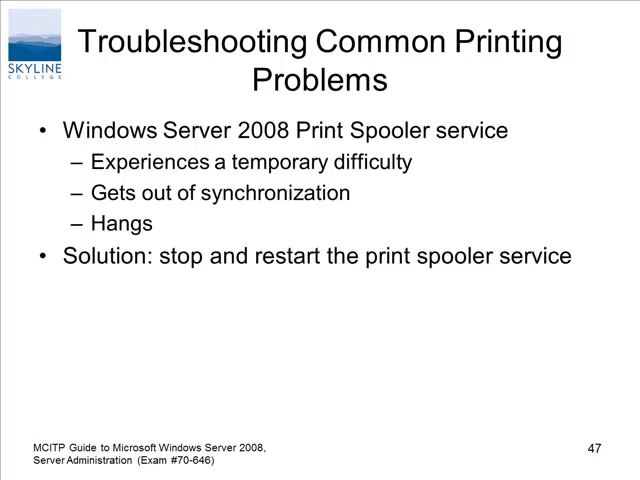 SKYLINE
COLLEGE
Troubleshooting Common Printing
Problems
• Windows Server 2008 Print Spooler service
– Experiences a temporary difficulty
– Gets out of synchronization
– Hangs
• Solution: stop and restart the print spooler service
MCITP Guide to Microsoft Windows Server 2008,
Server Administration (Exam #70-646)
47